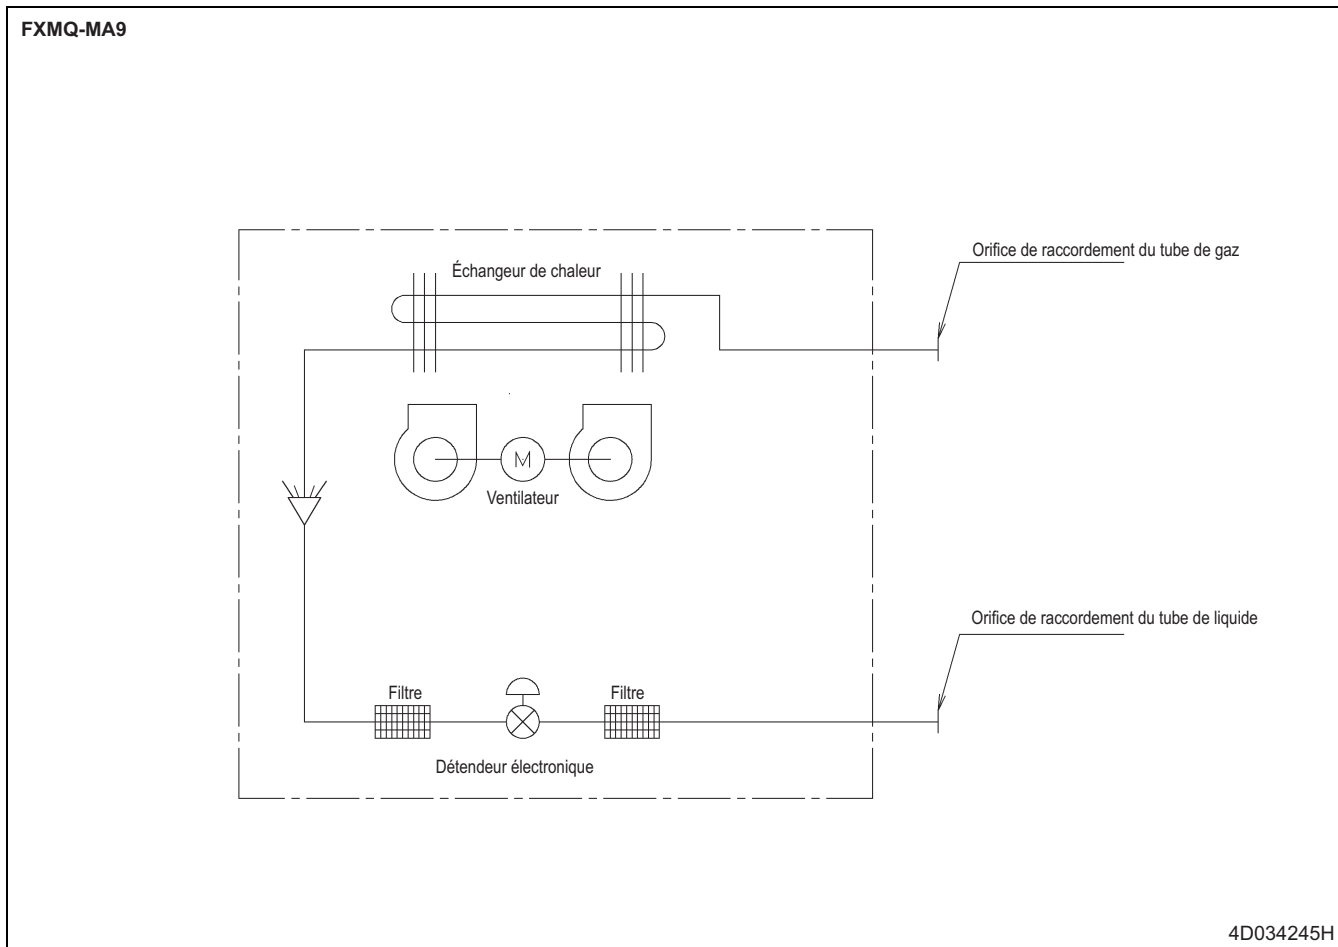 FXMQ-MA9
Orifice de raccordement du tube de gaz
Échangeur de chaleur
M
Ventilateur
Orifice de raccordement du tube de liquide
Filtre
Filtre
Détendeur électronique
4D034245H